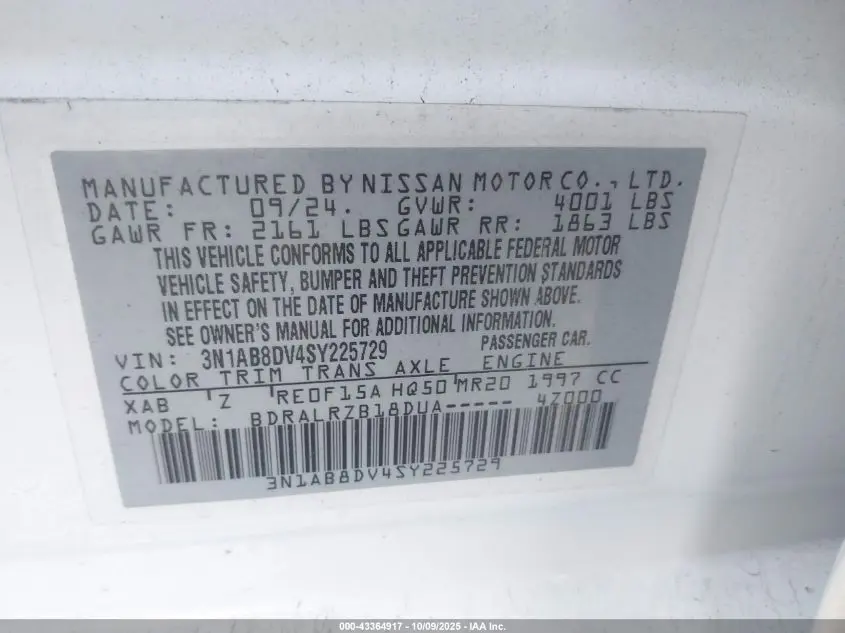 MANUFACTURED BY NISSAN MOTOR CO., LTD.
DATE: 09/24. GVWR: 4001 LBS
GAWR FR: 2161 LBS GAWR RR: 1863 LBS
THIS VEHICLE CONFORMS TO ALL APPLICABLE FEDERAL MOTOR
VEHICLE SAFETY, BUMPER AND THEFT PREVENTION STANDARDS
IN EFFECT ON THE DATE OF MANUFACTURE SHOWN ABOVE.
SEE OWNER'S MANUAL FOR ADDITIONAL INFORMATION.
VIN: 3N1AB8DV4SY225729 PASSENGER CAR.
COLOR TRIM TRANS AXLE ENGINE
XAB Z RE0F15A HQ50 MR20 1997 CC
MODEL: BDRALRZB18DUA----- 4Z000
3N1AB8DV4SY225729
000-43364917 - 10/09/2025 - IAA Inc.